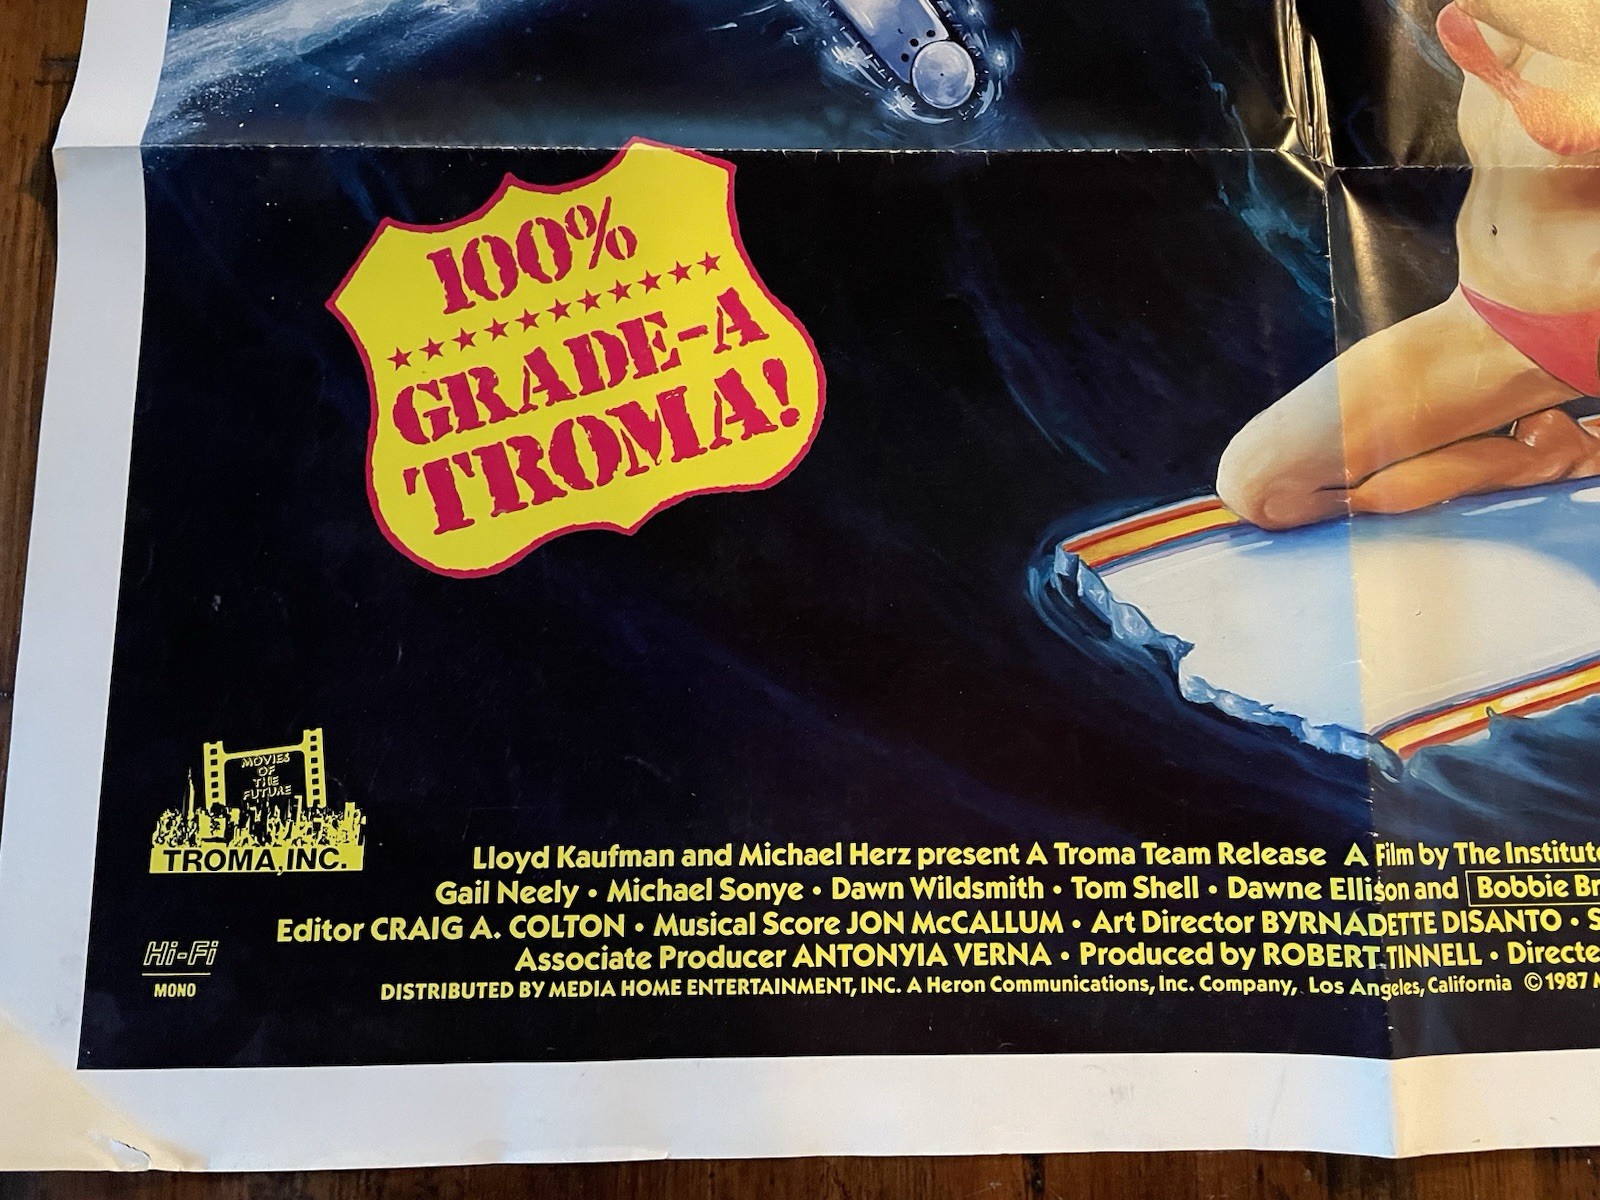 100%
GRADE-A
TROMA!
MOVIES
OF
THE
FUTURE
TROMA, INC.
Lloyd Kaufman and Michael Herz present A Troma Team Release A Film by The Institute
Gail Neely • Michael Sonye • Dawn Wildsmith • Tom Shell • Dawne Ellison and Bobbie Br
Editor CRAIG A. COLTON • Musical Score JON McCALLUM • Art Director BYRNADETTE DISANTO • S
Hi-Fi
MONO
Associate Producer ANTONYIA VERNA • Produced by ROBERT TINNELL • Directe
DISTRIBUTED BY MEDIA HOME ENTERTAINMENT, INC. A Heron Communications, Inc. Company, Los Angeles, California © 1987 M